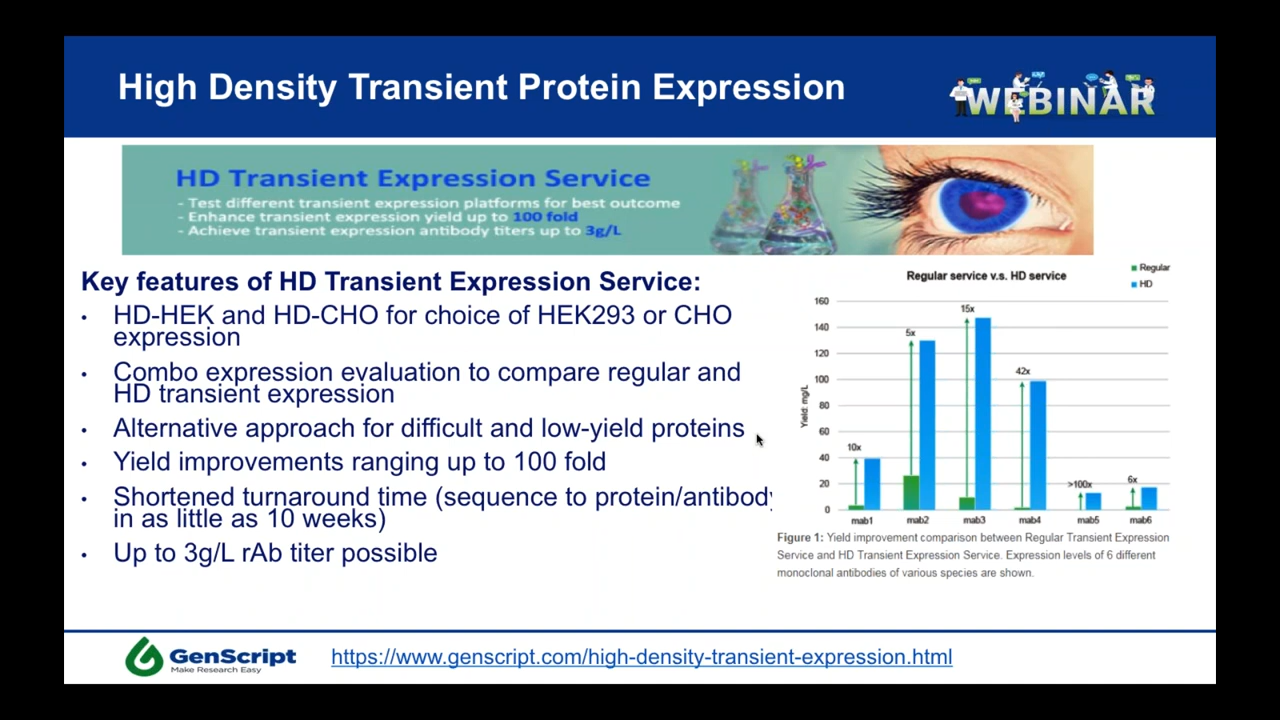 High Density Transient Protein Expression
WEBINAR
HD Transient Expression Service
- Test different transient expression platforms for best outcome
- Enhance transient expression yield up to 100 fold
- Achieve transient expression antibody titers up to 3g/L
Key features of HD Transient Expression Service:
• HD-HEK and HD-CHO for choice of HEK293 or CHO
expression
• Combo expression evaluation to compare regular and
HD transient expression
• Alternative approach for difficult and low-yield proteins
• Yield improvements ranging up to 100 fold
• Shortened turnaround time (sequence to protein/antibody
in as little as 10 weeks)
• Up to 3g/L rAb titer possible
Regular service v.s. HD service
Regular
HD
Yield: mg/L
160
140
120
100
80
60
40
20
0
10x
5x
15x
42x
>100x
6x
mab1 mab2 mab3 mab4 mab5 mab6
Figure 1: Yield improvement comparison between Regular Transient Expression
Service and HD Transient Expression Service. Expression levels of 6 different
monoclonal antibodies of various species are shown.
GenScript
Make Research Easy
https://www.genscript.com/high-density-transient-expression.html